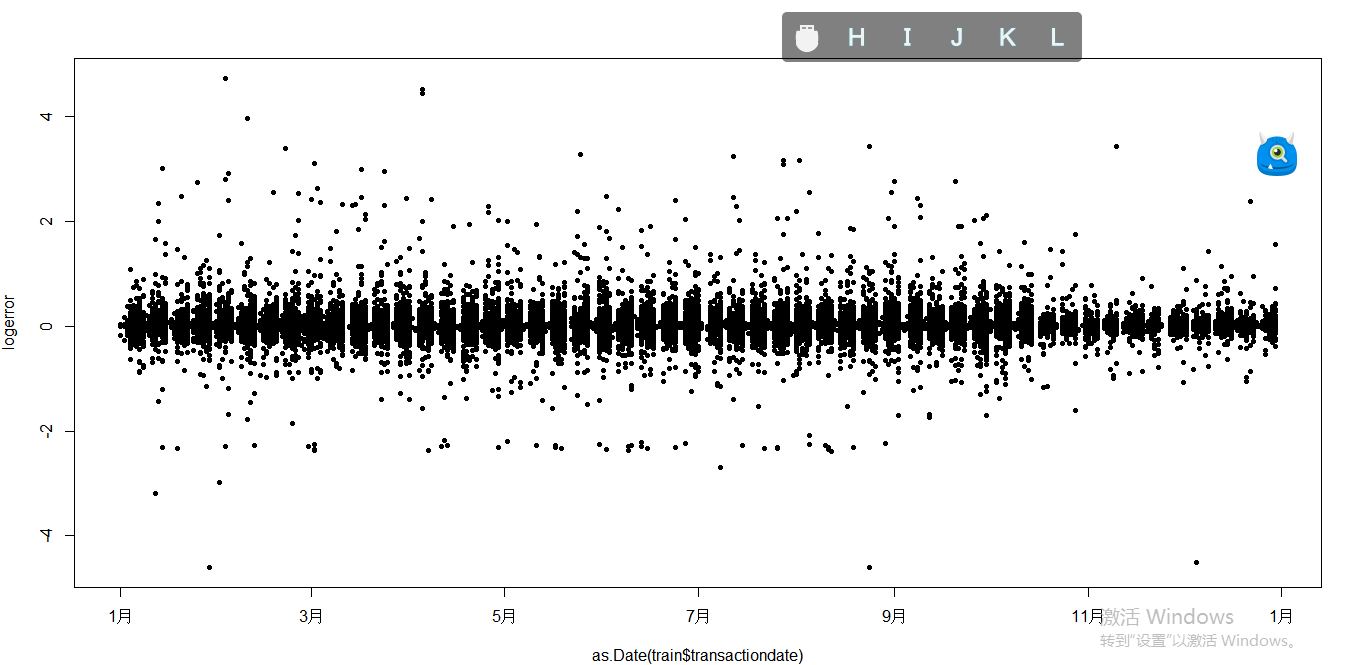 H I J K L
4
2
0
-2
-4
logerror
1月 3月 5月 7月 9月 11月 1月
as.Date(train$transactiondate)
激活 Windows
转到“设置”以激活 Windows。